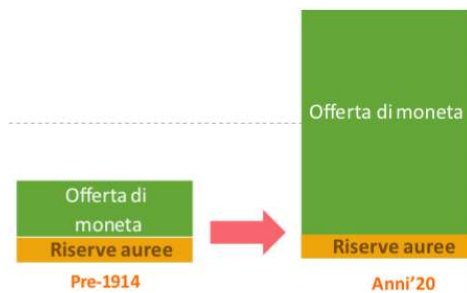 Offerta di
moneta
Riserve auree
Pre-1914
Offerta di moneta
Riserve auree
Anni'20